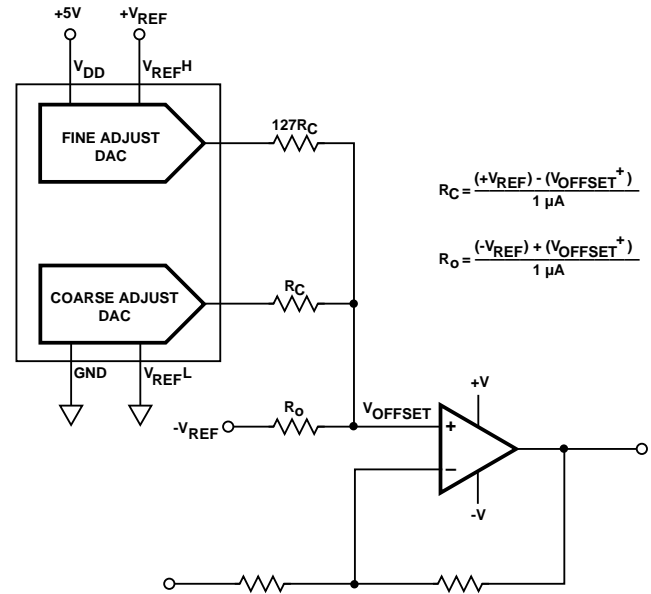 +5V
+VREF
VDD
VREFH
FINE ADJUST
DAC
127RC
RC = (+VREF) - (VOFFSET+)
1 µA
Ro = (-VREF) + (VOFFSET+)
1 µA
COARSE ADJUST
DAC
RC
GND
VREFL
-VREF
Ro
VOFFSET
+V
+
–
-V